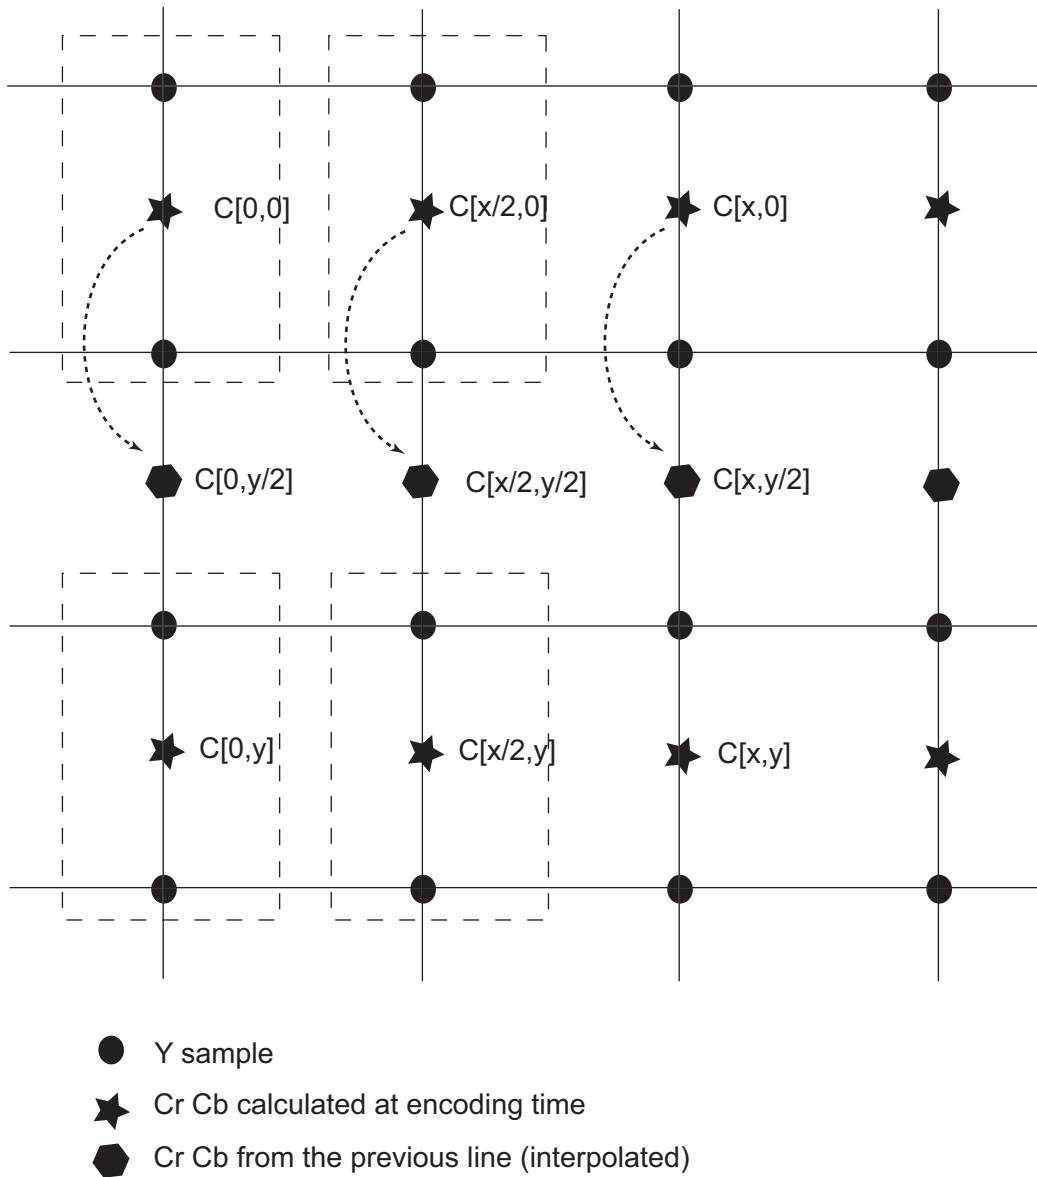 C[0,0]
C[x/2,0]
C[x,0]
C[0,y/2]
C[x/2,y/2]
C[x,y/2]
C[0,y]
C[x/2,y]
C[x,y]
Y sample
Cr Cb calculated at encoding time
Cr Cb from the previous line (interpolated)